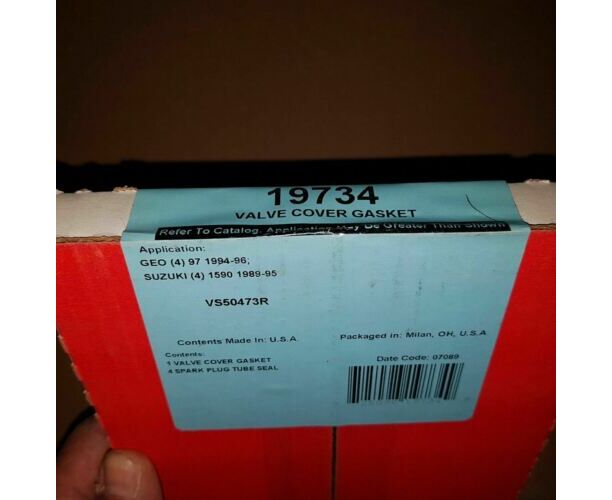 19734
VALVE COVER GASKET
Refer To Catalog. Application May Be Greater Than Shown
Application:
GEO (4) 97 1994-96;
SUZUKI (4) 1590 1989-95
VS50473R
Contents Made In: U.S.A.
Packaged in: Milan, OH, U.S.A
Contents:
1 VALVE COVER GASKET
4 SPARK PLUG TUBE SEAL
Date Code: 07089